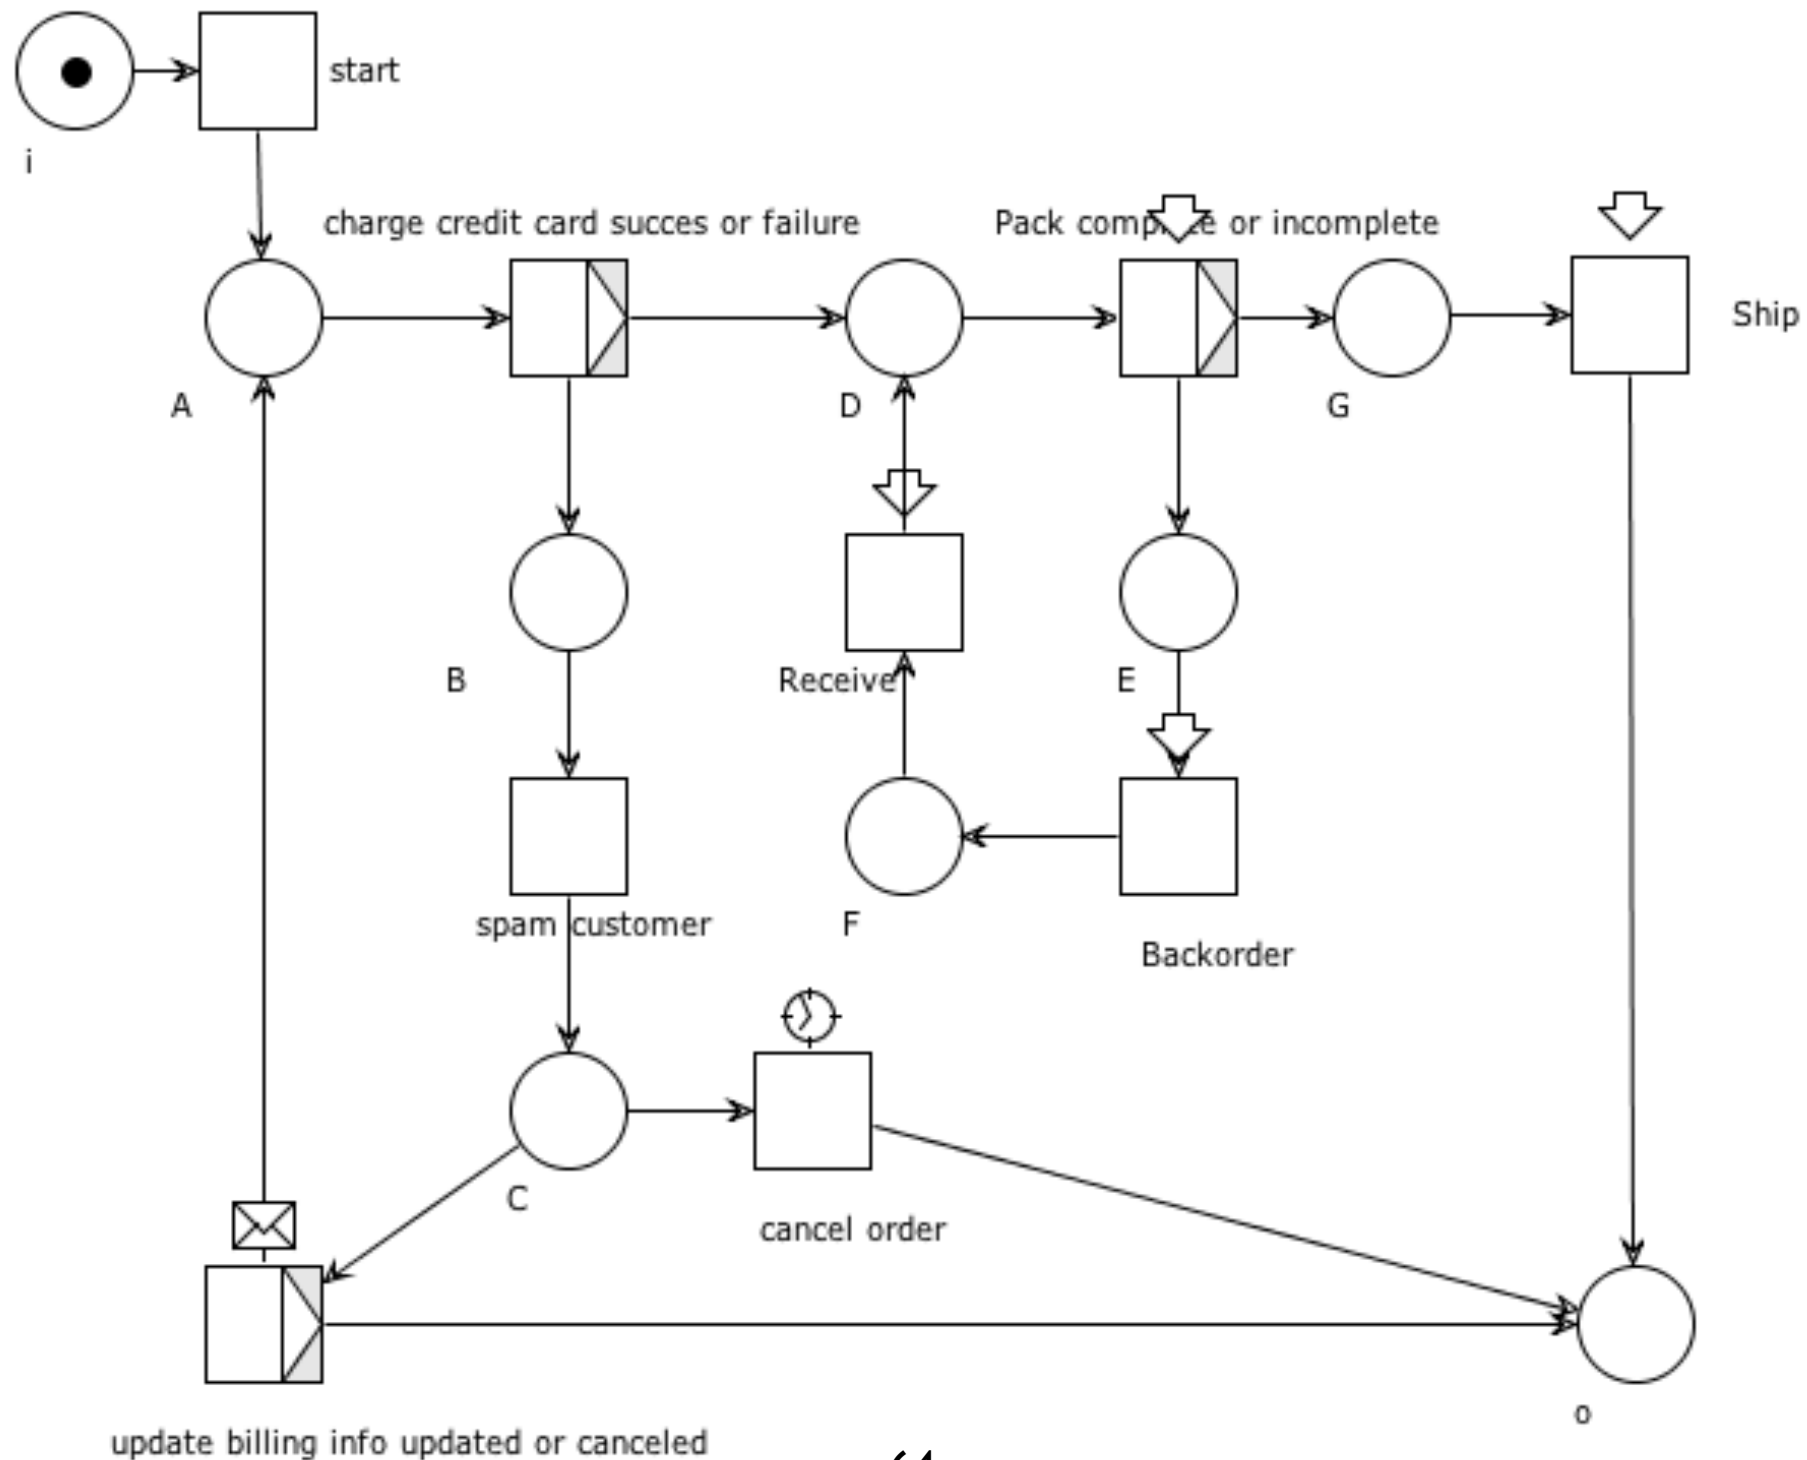 start
i
charge credit card succes or failure
Pack complete or incomplete
Ship
A
D
G
B
Receive
E
spam customer
F
Backorder
C
cancel order
o
update billing info updated or canceled